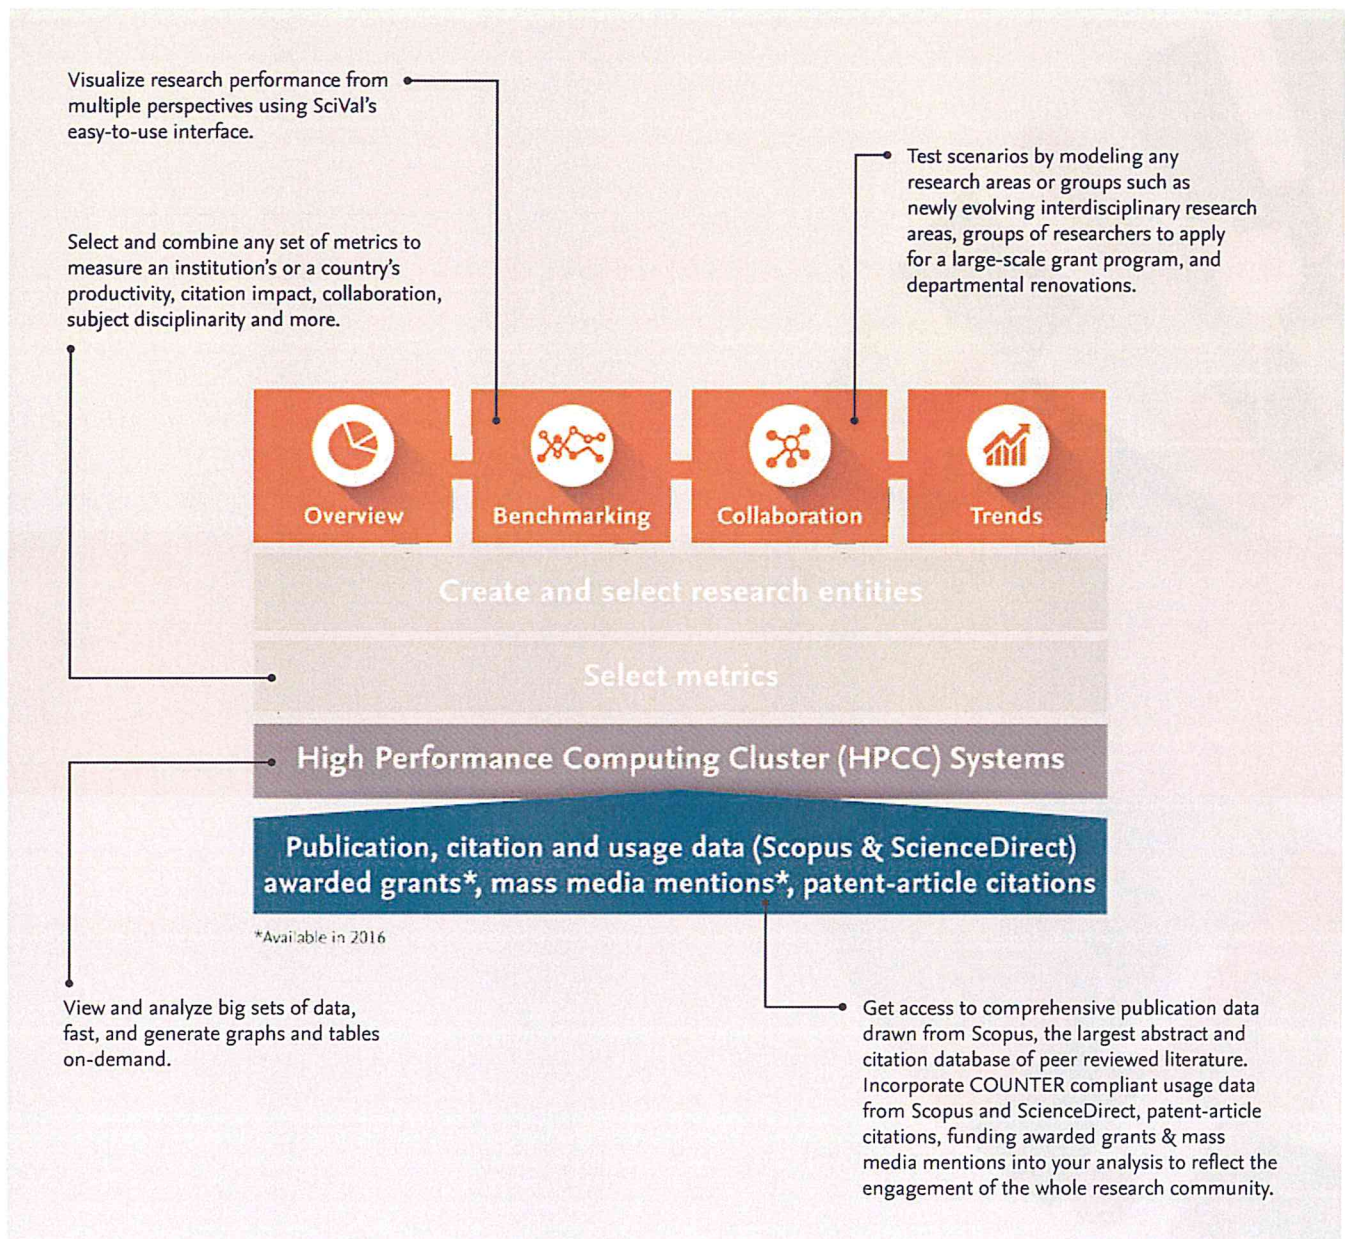 Visualize research performance from
multiple perspectives using SciVal's
easy-to-use interface.
Test scenarios by modeling any
research areas or groups such as
newly evolving interdisciplinary research
areas, groups of researchers to apply
for a large-scale grant program, and
departmental renovations.
Select and combine any set of metrics to
measure an institution's or a country's
productivity, citation impact, collaboration,
subject disciplinarity and more.
Overview
Benchmarking
Collaboration
Trends
Create and select research entities
Select metrics
High Performance Computing Cluster (HPCC) Systems
Publication, citation and usage data (Scopus & ScienceDirect)
awarded grants*, mass media mentions*, patent-article citations
*Available in 2016
View and analyze big sets of data,
fast, and generate graphs and tables
on-demand.
Get access to comprehensive publication data
drawn from Scopus, the largest abstract and
citation database of peer reviewed literature.
Incorporate COUNTER compliant usage data
from Scopus and ScienceDirect, patent-article
citations, funding awarded grants & mass
media mentions into your analysis to reflect the
engagement of the whole research community.